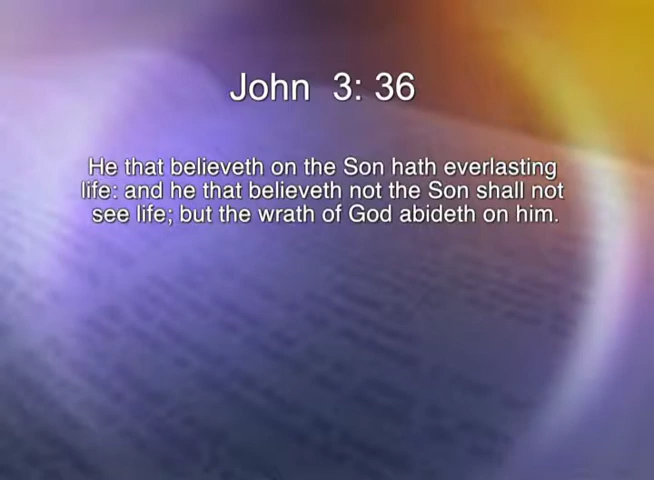 John 3: 36
He that believeth on the Son hath everlasting
life: and he that believeth not the Son shall not
see life; but the wrath of God abideth on him.